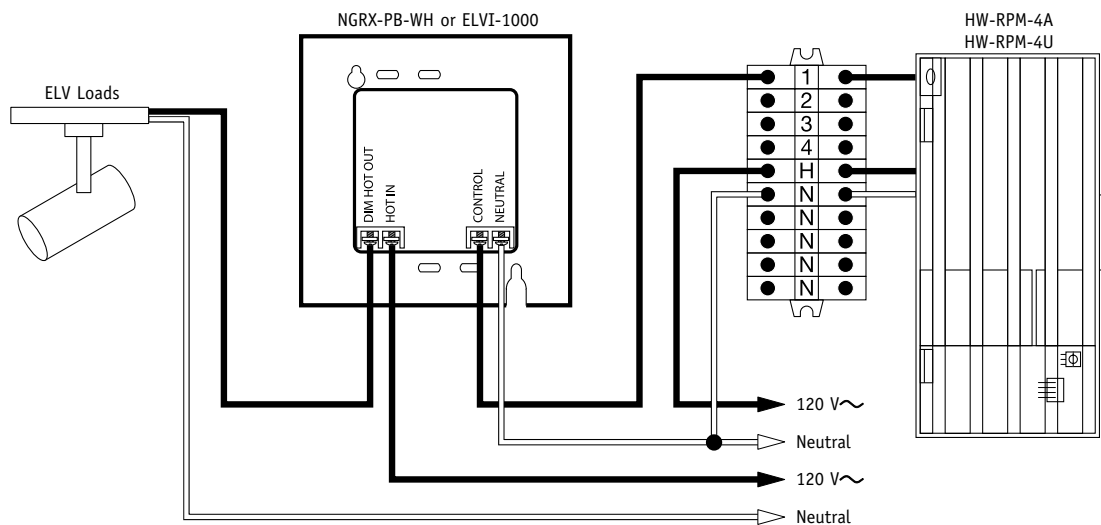 NGRX-PB-WH or ELVI-1000
HW-RPM-4A
HW-RPM-4U
ELV Loads
DIM HOT OUT
HOT IN
CONTROL
NEUTRAL
1
2
3
4
H
N
N
N
N
N
120 V~
Neutral
120 V~
Neutral